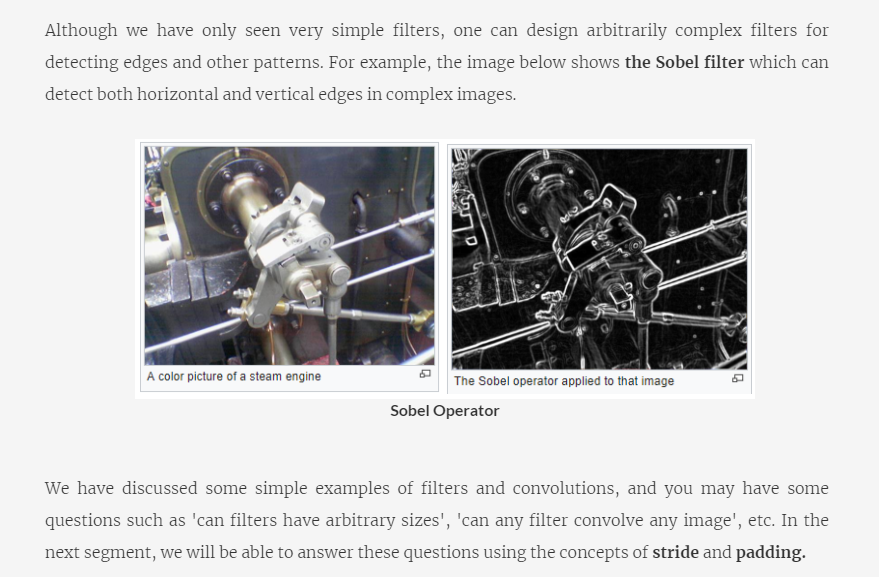 Although we have only seen very simple filters, one can design arbitrarily complex filters for
detecting edges and other patterns. For example, the image below shows the Sobel filter which can
detect both horizontal and vertical edges in complex images.
A color picture of a steam engine
The Sobel operator applied to that image
Sobel Operator
We have discussed some simple examples of filters and convolutions, and you may have some
questions such as 'can filters have arbitrary sizes', 'can any filter convolve any image', etc. In the
next segment, we will be able to answer these questions using the concepts of stride and padding.